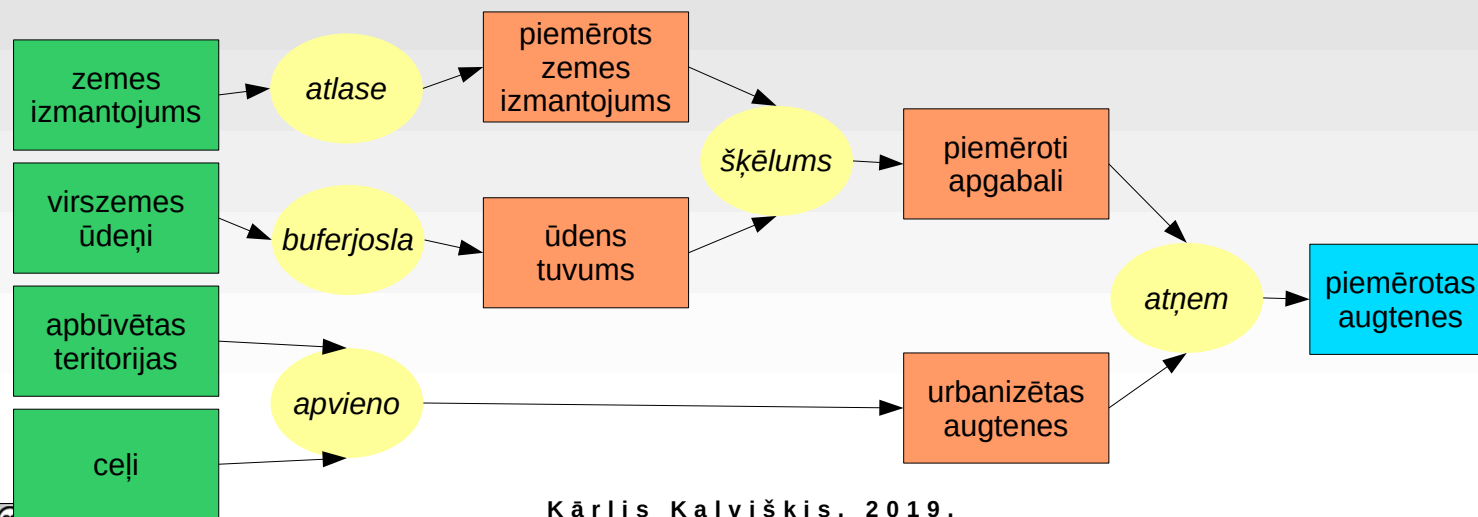 zemes
izmantojums
atlase
piemērots
zemes
izmantojums
virszemes
ūdeņi
buferjosla
ūdens
tuvums
šķēlums
piemēroti
apgabali
apbūvētas
teritorijas
ceļi
apvieno
urbanizētas
augtenes
atņem
piemērotas
augtenes
Kārlis Kalviškis. 2019.